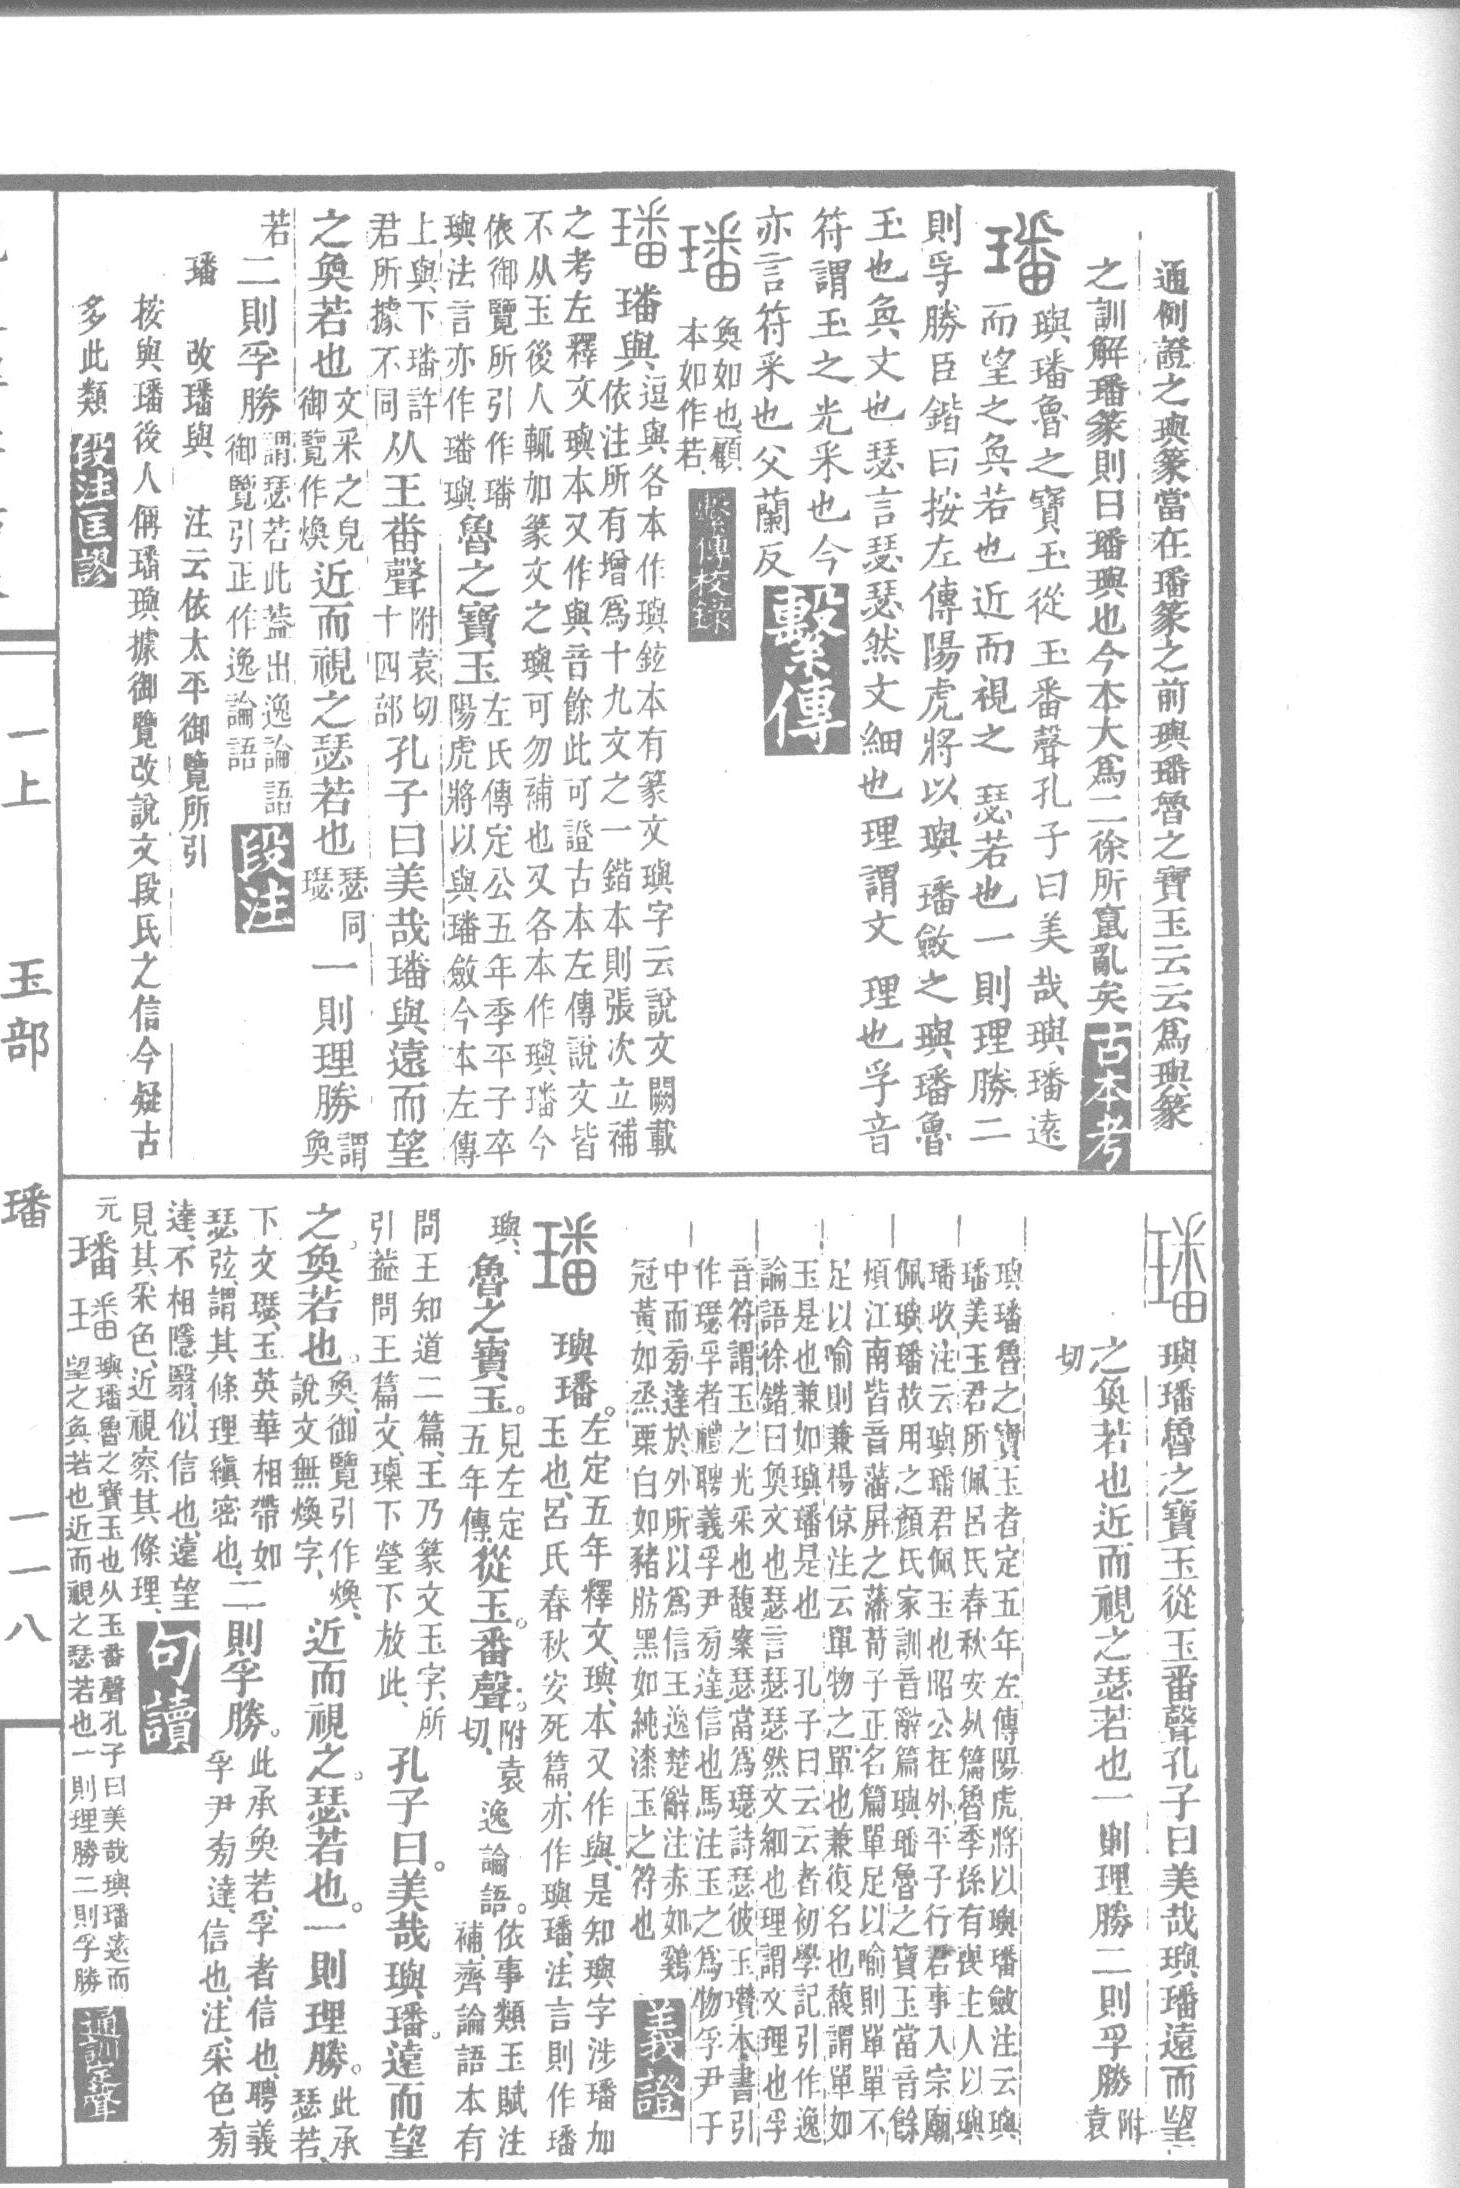 通例證之璵篆當在璠篆之前璵璠魯之寶玉云云爲璵篆
之訓解璠篆則曰璠璵也今本大爲二徐所竄亂矣 古本考
璠 璵璠魯之寶玉從玉番聲孔子曰美哉璵璠遠
而望之奐若也近而視之瑟若也一則理勝二
則孚勝臣鍇曰按左傳陽虎將以璵璠斂之璵璠魯
玉也奐文也瑟言瑟瑟然文細也理謂文理也孚音
符謂玉之光采也今
亦言符采也父蘭反 繫傳
璠 奐如也顧
本如作若 繫傳校録
璠 璠與 逗與各本作璵鉉本有篆文璵字云說文闕載
依注所有增爲十九文之一鍇本則張次立補
之考左釋文璵本又作與音餘此可證古本左傳說文皆
不从玉後人輒加篆文之璵可勿補也又各本作璵璠今
依御覽所引作璠
璵法言亦作璠璵 魯之寶玉 左氏傳定公五年季平子卒
陽虎將以與璠斂今本左傳
上與下璠許
君所據不同 从王番聲 附袁切
十四部 孔子曰美哉璠與遠而望
之奐若也 文采之皃
御覽作煥 近而視之瑟若也 瑟同
璱 一則理勝 謂
奐
若 二則孚勝 謂瑟若此蓋出逸論語
御覽引正作逸論語 段注
璠 改璠與 注云依太平御覽所引
按與璠後人偁璠璵據御覽改說文段氏之信今疑古
多此類 段注匡謬
璠 璵璠魯之寶玉從玉番聲孔子曰美哉璵璠遠而望
之奐若也近而視之瑟若也一則理勝二則孚勝 附袁
切
璵璠魯之寶玉者定五年左傳陽虎將以璵璠斂注云璵
璠美玉君所佩呂氏春秋安死篇魯季孫有喪主人以璵
璠收注云璵璠君佩玉也昭公在外平子行君事入宗廟
佩璵璠故用之顏氏家訓音辭篇璵璠魯之寶玉當音餘
煩江南皆音藩屏之藩荀子正名篇單足以喻則單單不
足以喻則兼楊倞注云單物之單也兼復名也馥謂單如
玉是也兼如璵璠是也 孔子曰云云者初學記引作逸
論語徐鍇曰奐文也瑟言瑟瑟然文細也理謂文理也孚
音符謂玉之光采也馥案瑟當爲璱詩瑟彼玉瓚本書引
作璱孚者禮聘義孚尹旁達信也馬注玉之爲物孚尹于
中而旁達於外所以爲信王逸楚辭注赤如鷄
冠黃如烝栗白如豬肪黑如純漆玉之符也 義證
璠 璵璠。 左定五年釋文、璵、本又作與、是知璵字涉璠加
玉也、呂氏春秋安死篇、亦作璵璠、法言則作璠
璵、 魯之寶玉。 見左定
五年傳、 從玉。番聲。 附袁
切、 逸論語。 依事類玉賦注
補、齊論語本有
問王知道二篇、王乃篆文玉字、所
引葢問王篇文、瓅下瑩下放此、 孔子曰。美哉璵璠。遠而望
之。奐若也。 奐、御覽引作煥、
說文無煥字、 近而視之。瑟若也。一則理勝。 此承
瑟若、
下文璱、玉英華相帶如
瑟弦、謂其條理縝密也、 二則孚勝。 此承奐若、孚者信也、聘義
孚尹旁達、信也、注、采色旁
達、不相隱翳、似信也、遠望
見其采色、近視察其條理、 句讀
元 璠 璠 璵璠魯之寶玉也从玉番聲孔子曰美哉璵璠遠而
王 望之奐若也近而視之瑟若也一則理勝二則孚勝 通訓定聲
一上 玉部 璠 一一八